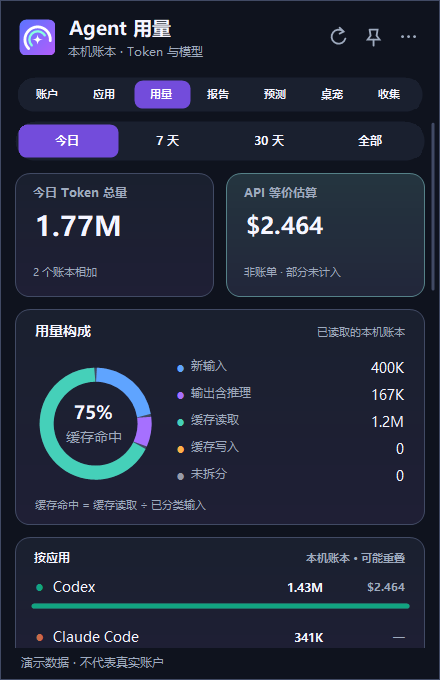 Agent 用量
本机账本 · Token 与模型
账户 应用 用量 报告 预测 桌宠 收集
今日 7 天 30 天 全部
今日 Token 总量
1.77M
2 个账本相加
API 等价估算
$2.464
非账单 · 部分未计入
用量构成 已读取的本机账本
75%
缓存命中
新输入 400K
输出含推理 167K
缓存读取 1.2M
缓存写入 0
未拆分 0
缓存命中 = 缓存读取 ÷ 已分类输入
按应用 本机账本 • 可能重叠
Codex 1.43M $2.464
Claude Code 341K —
演示数据 · 不代表真实账户